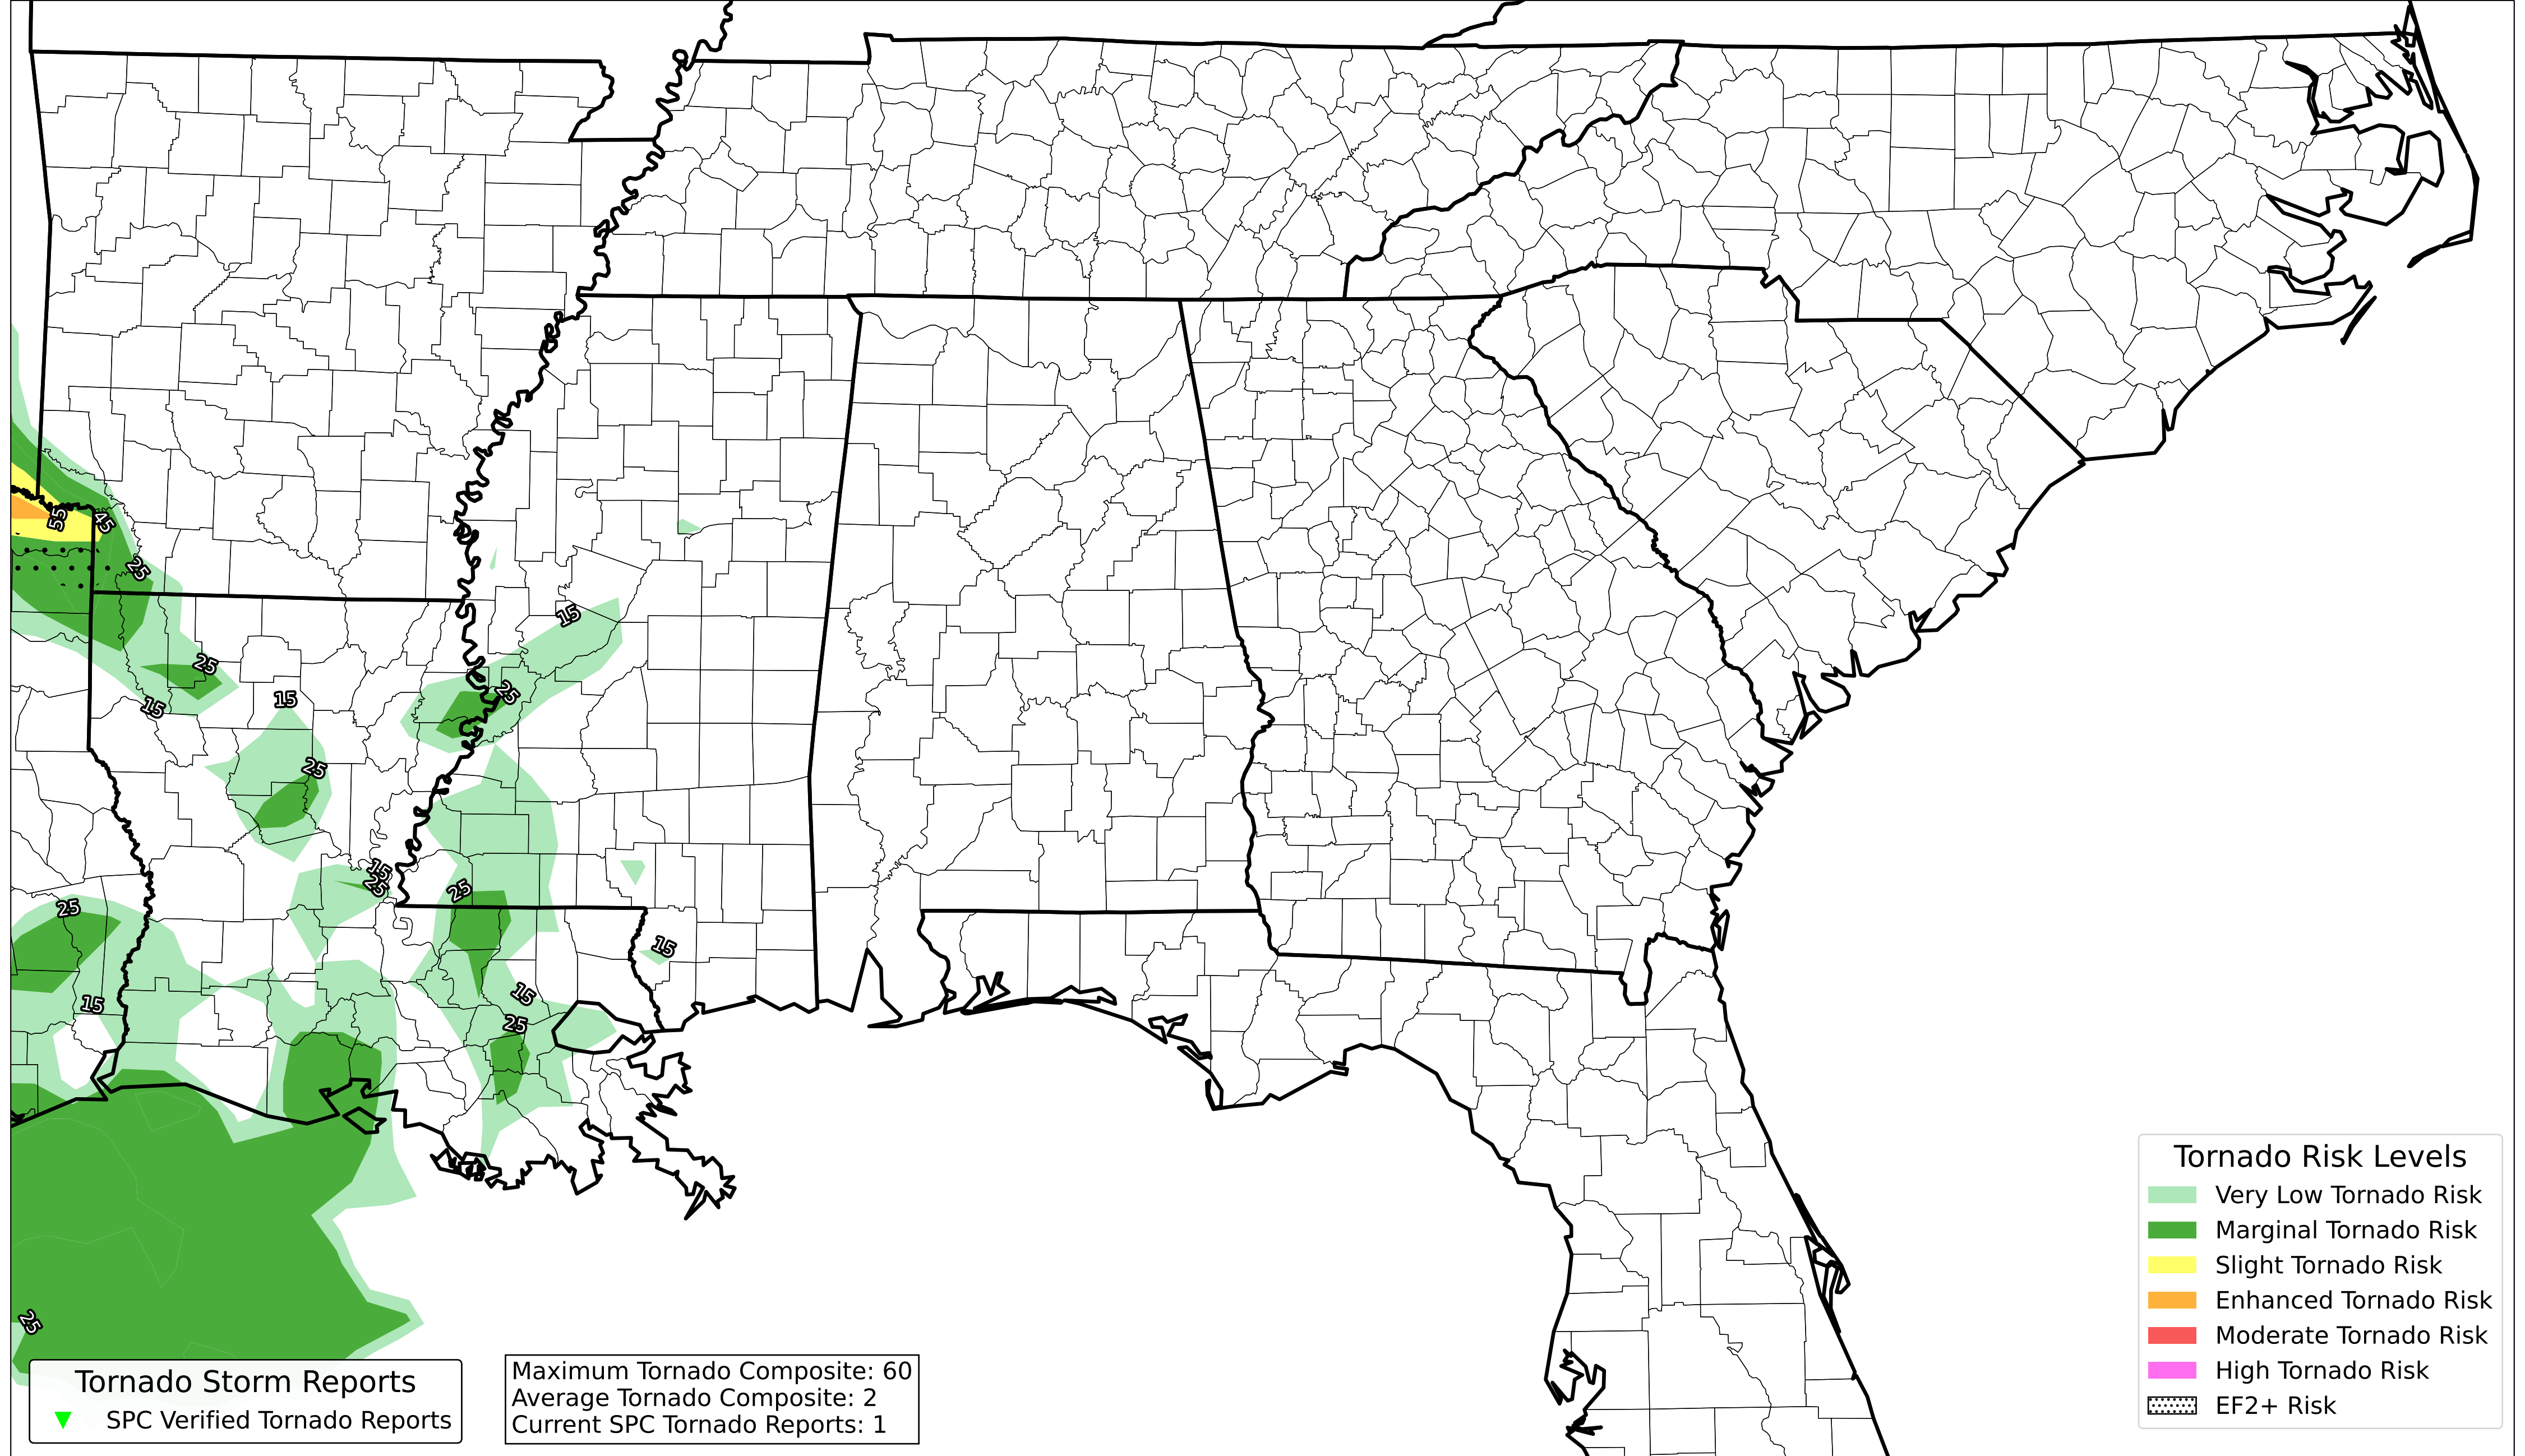 55
45
25
15
25
25
15
15
25
25
15
25
25
25
15
15
15
25
25
Tornado Risk Levels
Very Low Tornado Risk
Marginal Tornado Risk
Slight Tornado Risk
Enhanced Tornado Risk
Moderate Tornado Risk
High Tornado Risk
EF2+ Risk
Tornado Storm Reports
SPC Verified Tornado Reports
Maximum Tornado Composite: 60
Average Tornado Composite: 2
Current SPC Tornado Reports: 1